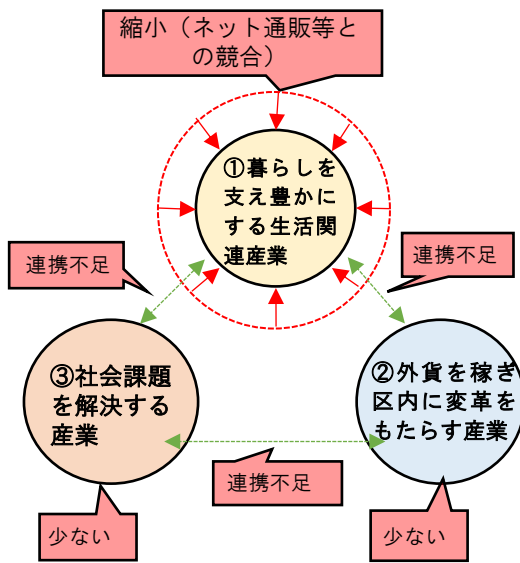 縮小（ネット通販等と
の競合）
①暮らしを
支え豊かに
する生活関
連産業
連携不足
連携不足
③社会課題
を解決する
産業
②外貨を稼ぎ
区内に変革を
もたらす産業
連携不足
少ない
少ない